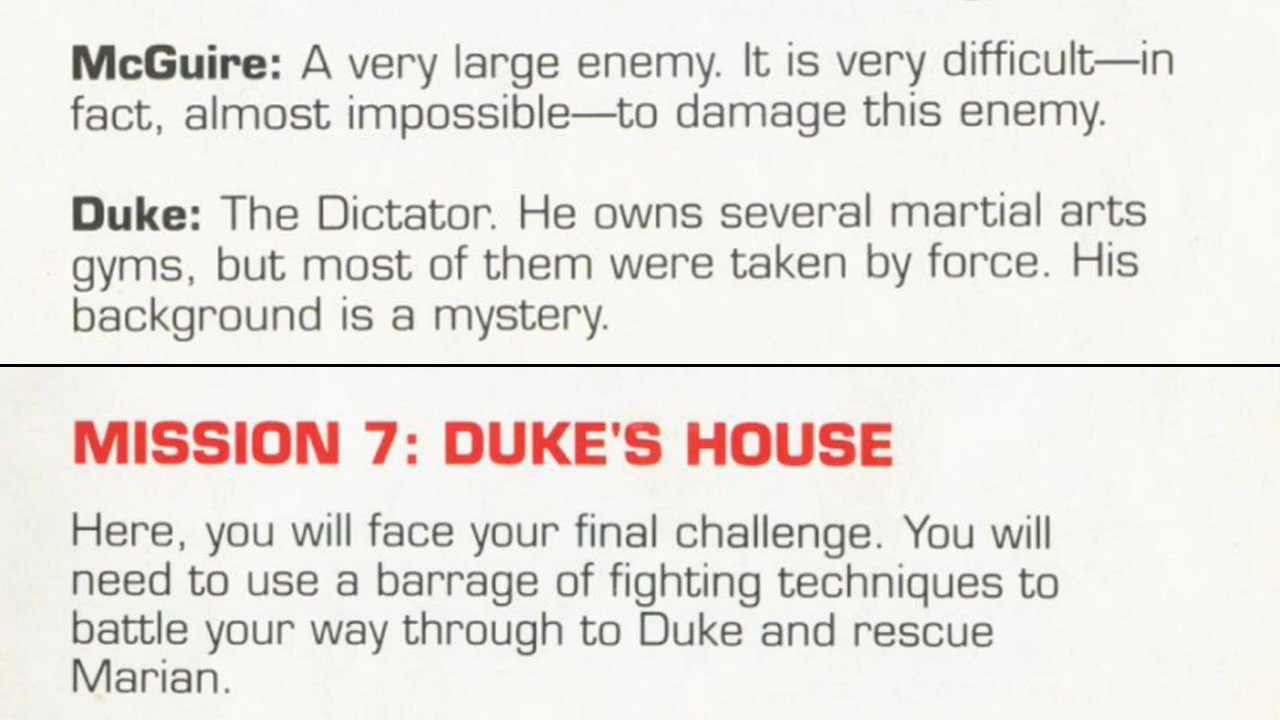 McGuire: A very large enemy. It is very difficult—in
fact, almost impossible—to damage this enemy.
Duke: The Dictator. He owns several martial arts
gyms, but most of them were taken by force. His
background is a mystery.
MISSION 7: DUKE'S HOUSE
Here, you will face your final challenge. You will
need to use a barrage of fighting techniques to
battle your way through to Duke and rescue
Marian.